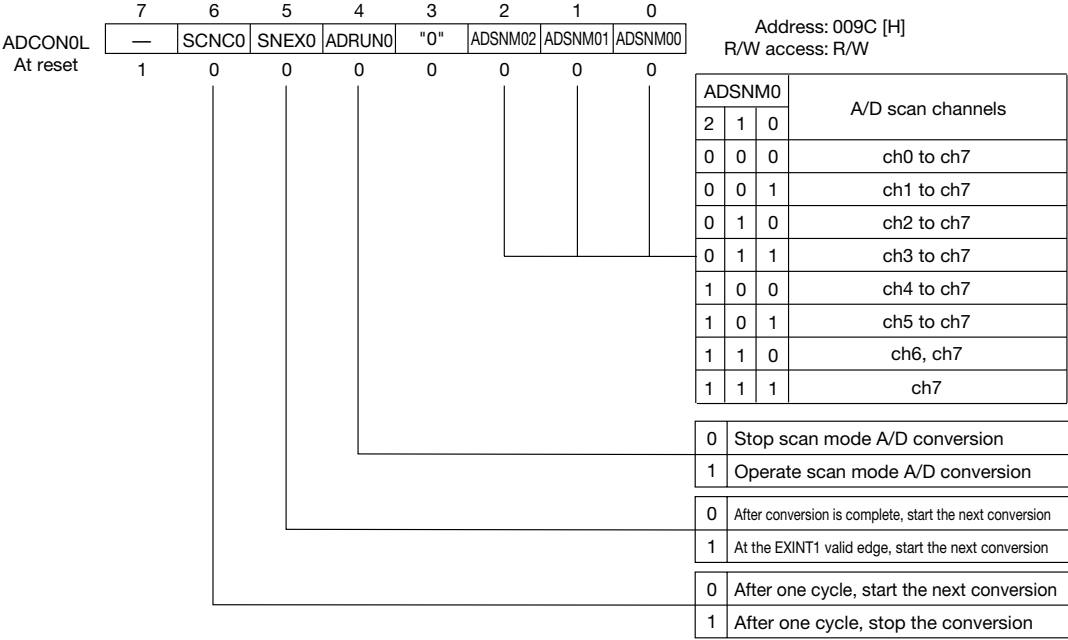 7 6 5 4 3 2 1 0
ADCON0L — SCNC0 SNEX0 ADRUN0 "0" ADSNM02 ADSNM01 ADSNM00
At reset 1 0 0 0 0 0 0 0
Address: 009C [H]
R/W access: R/W
ADSNM0 A/D scan channels
2 1 0
0 0 0 ch0 to ch7
0 0 1 ch1 to ch7
0 1 0 ch2 to ch7
0 1 1 ch3 to ch7
1 0 0 ch4 to ch7
1 0 1 ch5 to ch7
1 1 0 ch6, ch7
1 1 1 ch7
0 Stop scan mode A/D conversion
1 Operate scan mode A/D conversion
0 After conversion is complete, start the next conversion
1 At the EXINT1 valid edge, start the next conversion
0 After one cycle, start the next conversion
1 After one cycle, stop the conversion